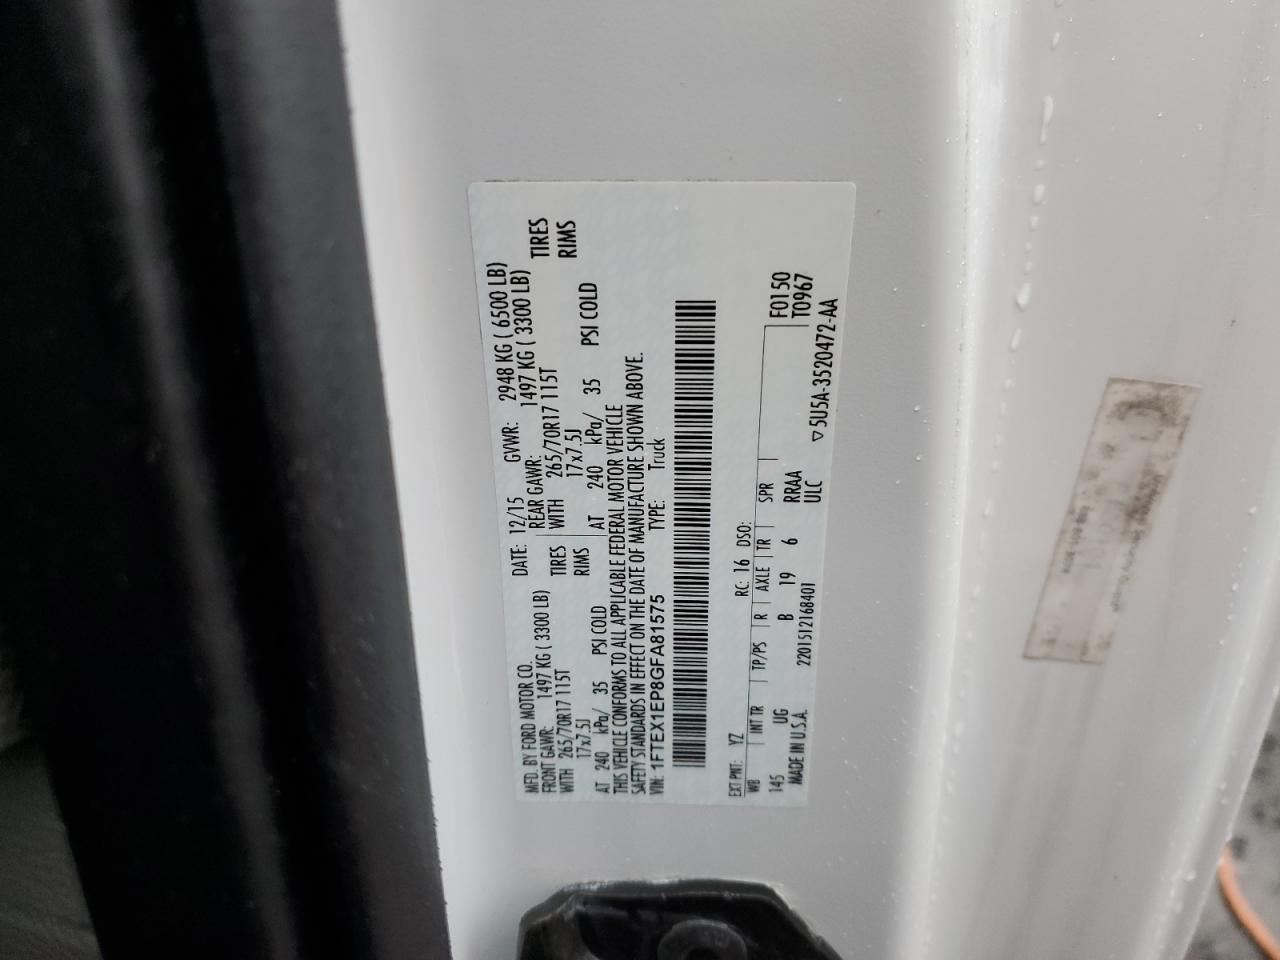 MFD. BY FORD MOTOR CO.
DATE: 12/15 GVWR: 2948 KG ( 6500 LB)
FRONT GAWR: 1497 KG ( 3300 LB) REAR GAWR: 1497 KG ( 3300 LB)
WITH 265/70R17 115T TIRES WITH 265/70R17 115T TIRES
17x7.5J RIMS 17x7.5J RIMS
AT 240 kPa/ 35 PSI COLD AT 240 kPa/ 35 PSI COLD
THIS VEHICLE CONFORMS TO ALL APPLICABLE FEDERAL MOTOR VEHICLE
SAFETY STANDARDS IN EFFECT ON THE DATE OF MANUFACTURE SHOWN ABOVE.
VIN: 1FTEX1EP8GFA81575 TYPE: Truck
EXT PNT: YZ RC: 16 DSO:
WB INT TR TP/PS R AXLE TR SPR F0150
145 UG B 19 6 RRAA T0967
MADE IN U.S.A. 2201512168401 ULC ▽5U5A-3520472-AA